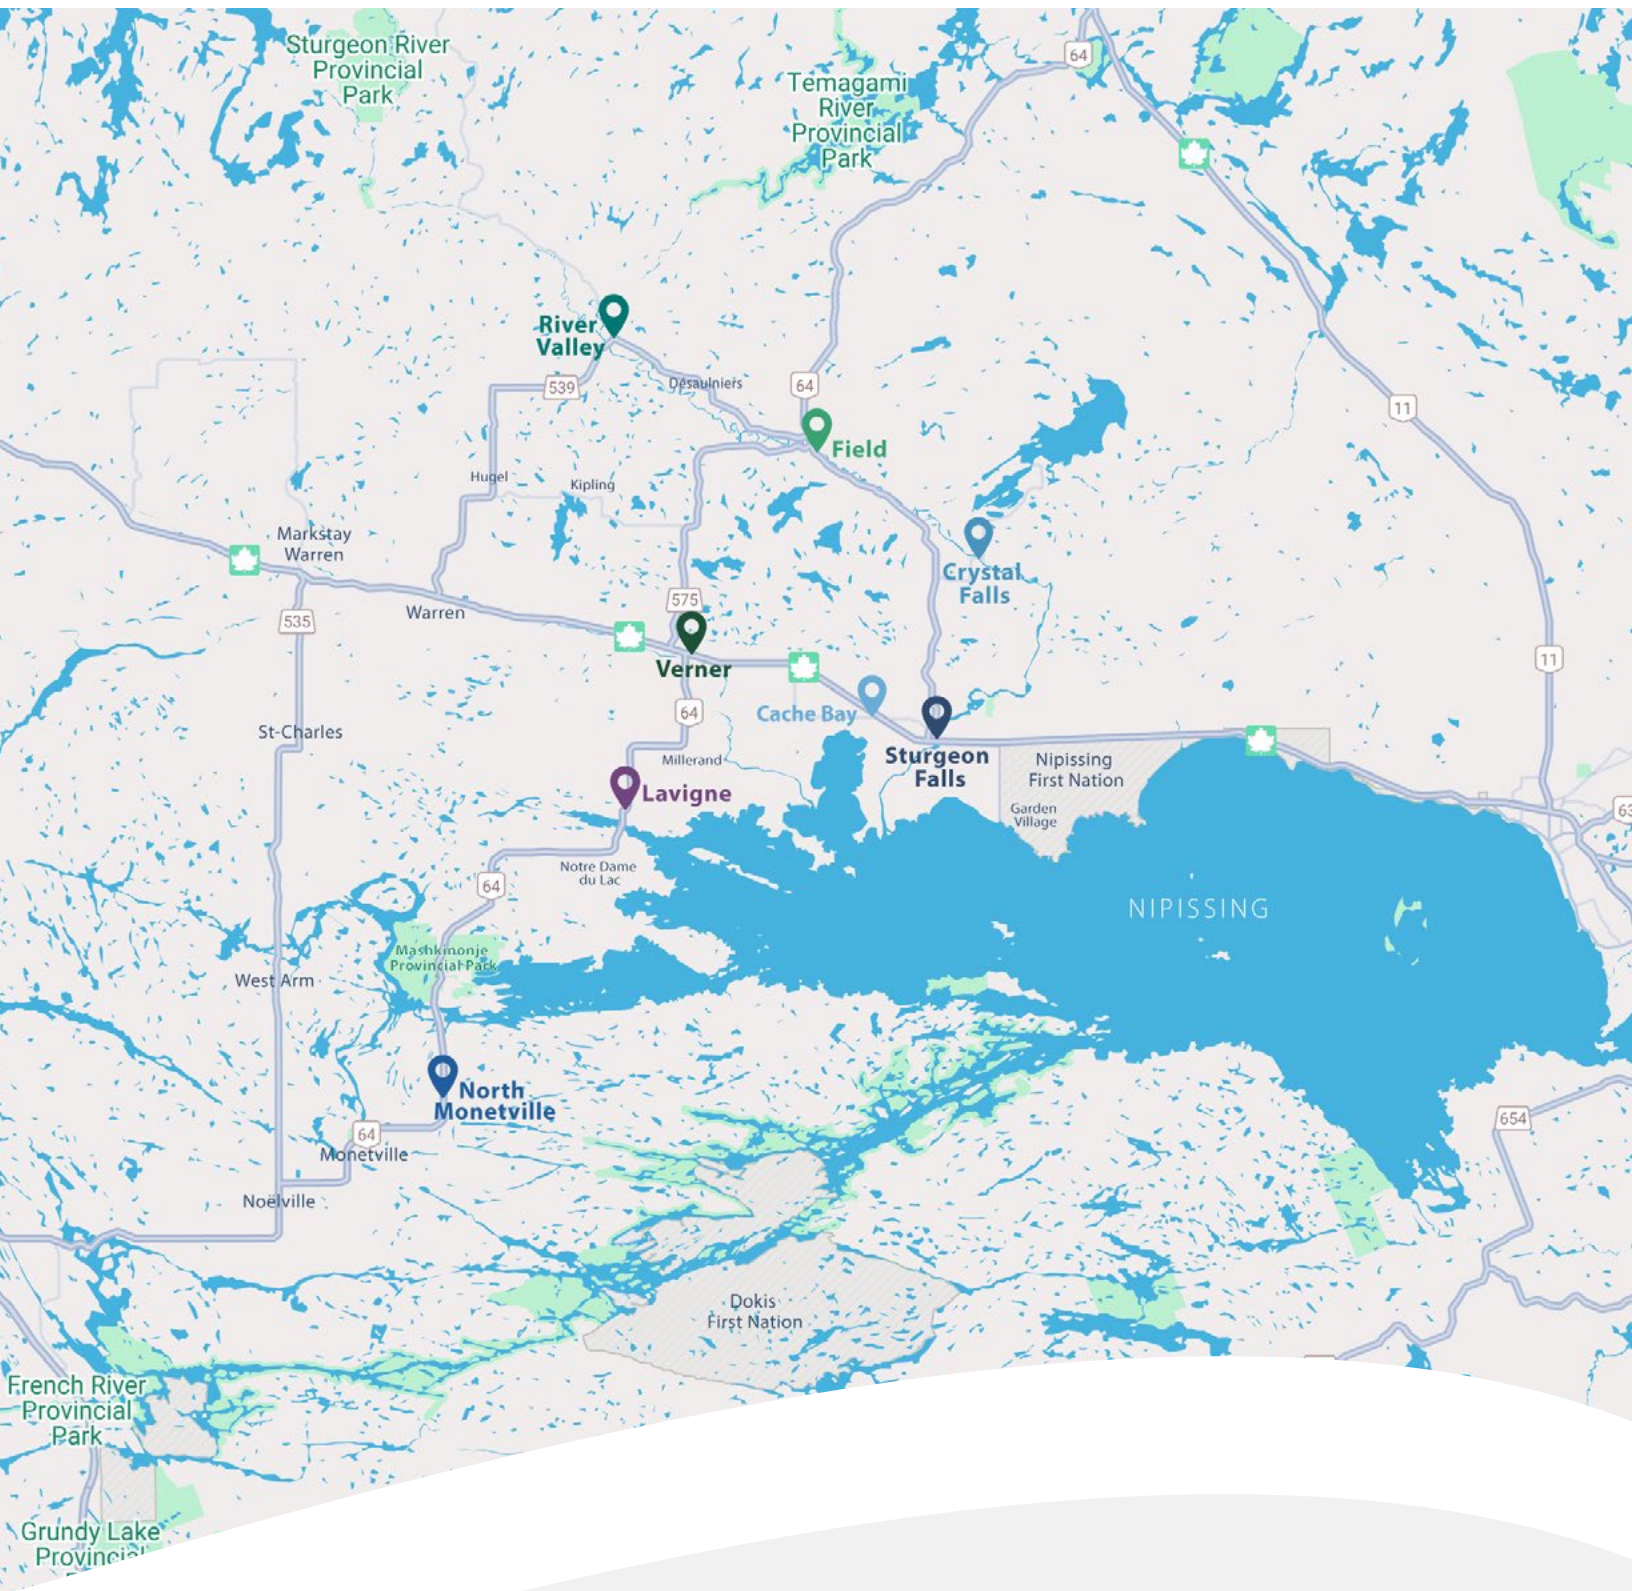 Sturgeon River
Provincial
Park
64
Temagami
River
Provincial
Park
River
Valley
539
Désaulniers
64
11
Field
Hugel
Kipling
Markstay
Warren
Crystal
Falls
575
Warren
535
Verner
11
64
Cache Bay
St-Charles
Millerand
Sturgeon
Falls
Nipissing
First Nation
Lavigne
Garden
Village
63
Notre Dame
du Lac
64
NIPISSING
Mashkinonje
Provincial Park
West Arm
North
Monetville
654
64
Monetville
Noëlville
Dokis
First Nation
French River
Provincial
Park
Grundy Lake
Provincial